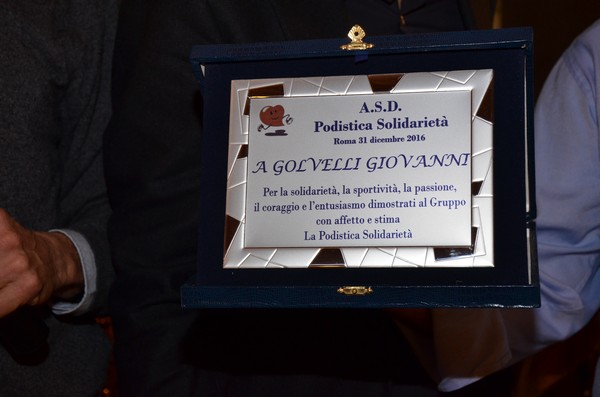 A.S.D.
Podistica Solidarietà
Roma 31 dicembre 2016
A GOLVELLI GIOVANNI
Per la solidarietà, la sportività, la passione,
il coraggio e l'entusiasmo dimostrati al Gruppo
con affetto e stima
La Podistica Solidarietà